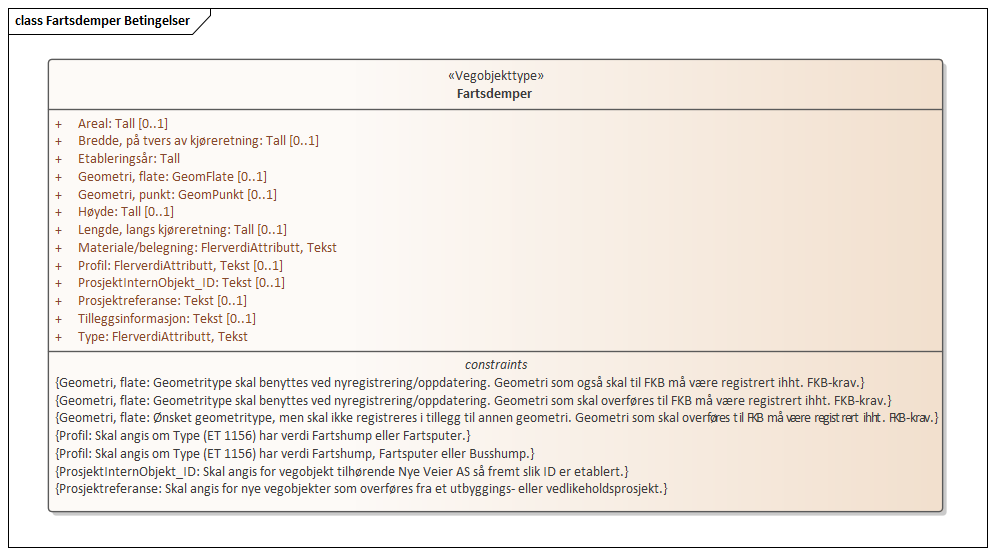 class Fartsdemper Betingelser
«Vegobjekttype»
Fartsdemper
+ Areal: Tall [0..1]
+ Bredde, på tvers av kjøreretning: Tall [0..1]
+ Etableringsår: Tall
+ Geometri, flate: GeomFlate [0..1]
+ Geometri, punkt: GeomPunkt [0..1]
+ Høyde: Tall [0..1]
+ Lengde, langs kjøreretning: Tall [0..1]
+ Materiale/belegning: FlerverdiAttributt, Tekst
+ Profil: FlerverdiAttributt, Tekst [0..1]
+ ProsjektInternObjekt_ID: Tekst [0..1]
+ Prosjektreferanse: Tekst [0..1]
+ Tilleggsinformasjon: Tekst [0..1]
+ Type: FlerverdiAttributt, Tekst
constraints
{Geometri, flate: Geometritype skal benyttes ved nyregistrering/oppdatering. Geometri som også skal til FKB må være registrert ihht. FKB-krav.}
{Geometri, flate: Geometritype skal benyttes ved nyregistrering/oppdatering. Geometri som skal overføres til FKB må være registrert ihht. FKB-krav.}
{Geometri, flate: Ønsket geometritype, men skal ikke registreres i tillegg til annen geometri. Geometri som skal overføres til FKB må være registrert ihht. FKB-krav.}
{Profil: Skal angis om Type (ET 1156) har verdi Fartshump eller Fartsputer.}
{Profil: Skal angis om Type (ET 1156) har verdi Fartshump, Fartsputer eller Busshump.}
{ProsjektInternObjekt_ID: Skal angis for vegobjekt tilhørende Nye Veier AS så fremt slik ID er etablert.}
{Prosjektreferanse: Skal angis for nye vegobjekter som overføres fra et utbyggings- eller vedlikeholdsprosjekt.}